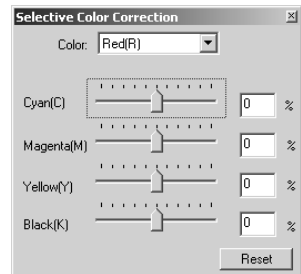 Selective Color Correction
Color: Red(R)
Cyan(C) 0 %
Magenta(M) 0 %
Yellow(Y) 0 %
Black(K) 0 %
Reset